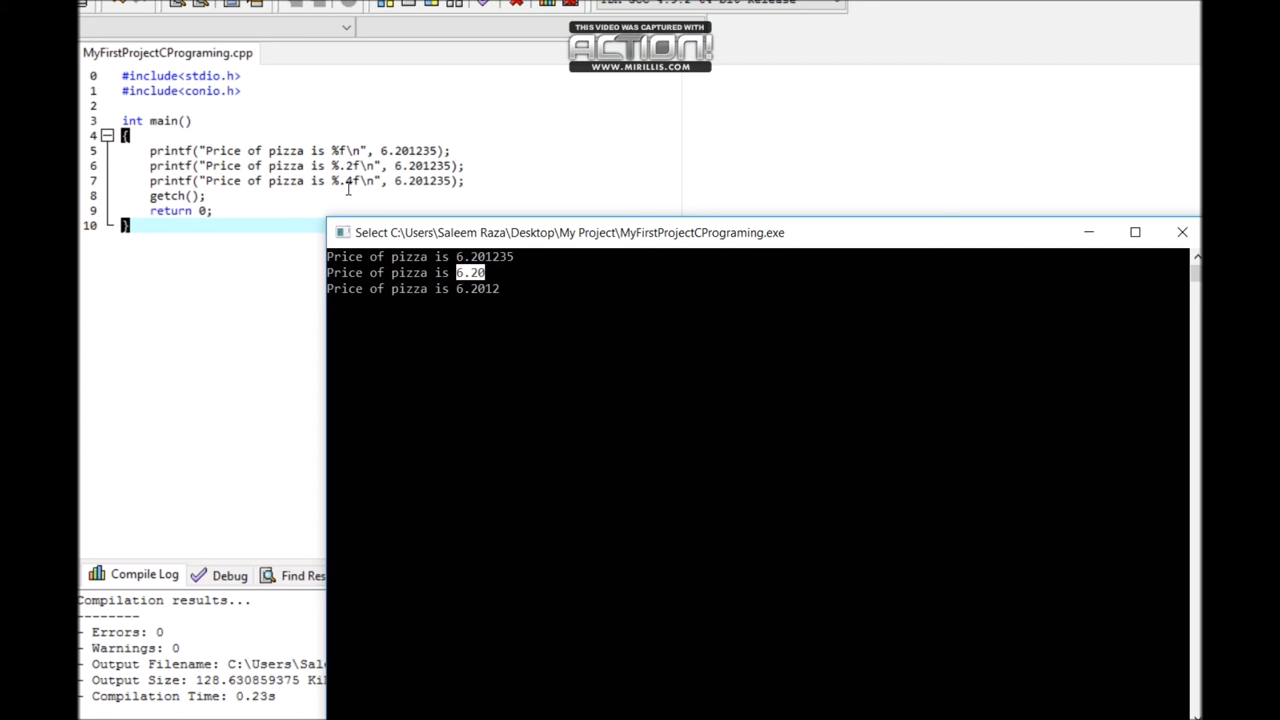 THIS VIDEO WAS CAPTURED WITH
ACTION!
WWW.MIRILLIS.COM
MyFirstProjectCPrograming.cpp
0 #include<stdio.h>
1 #include<conio.h>
2
3 int main()
4 {
5 printf("Price of pizza is %f\n", 6.201235);
6 printf("Price of pizza is %.2f\n", 6.201235);
7 printf("Price of pizza is %.4f\n", 6.201235);
8 getch();
9 return 0;
10 }
Select C:\Users\Saleem Raza\Desktop\My Project\MyFirstProjectCPrograming.exe
Price of pizza is 6.201235
Price of pizza is 6.20
Price of pizza is 6.2012
Compile Log Debug Find Res
Compilation results...
--------
- Errors: 0
- Warnings: 0
- Output Filename: C:\Users\Sale
- Output Size: 128.630859375 Ki
- Compilation Time: 0.23s